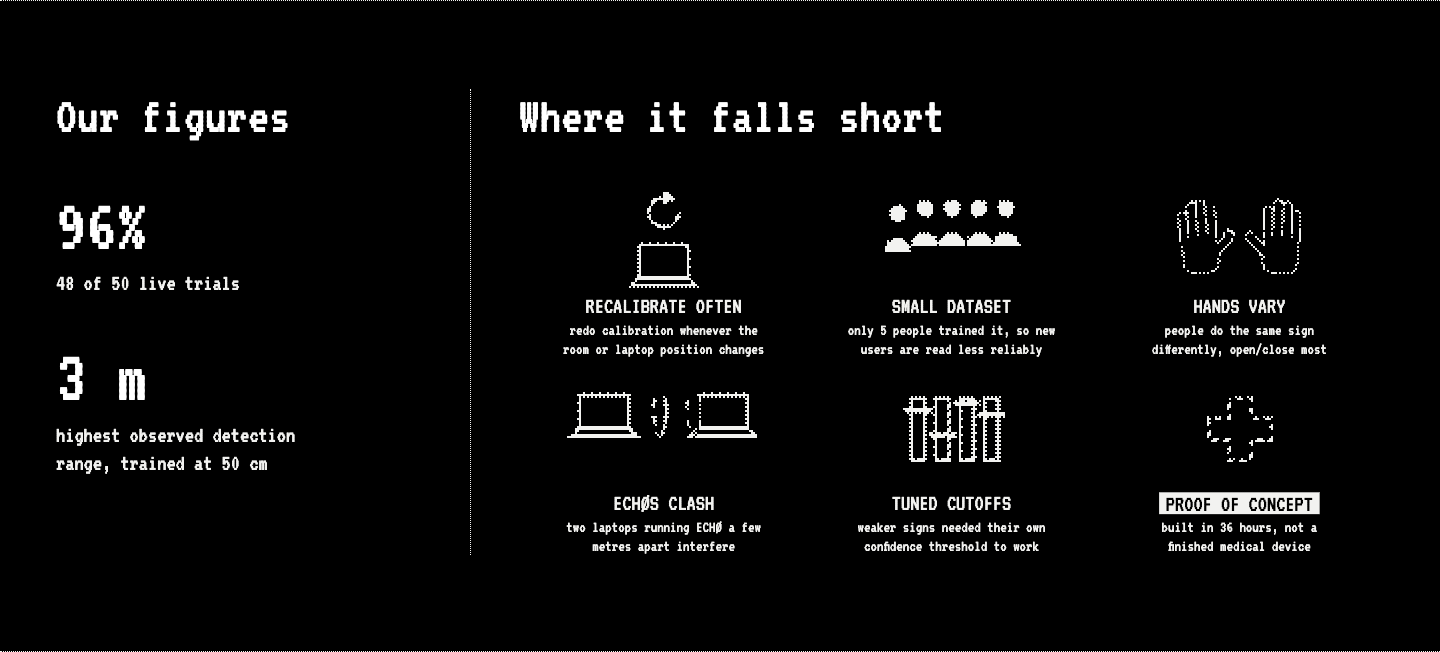 Our figures
96%
48 of 50 live trials
3 m
highest observed detection
range, trained at 50 cm
Where it falls short
RECALIBRATE OFTEN
redo calibration whenever the
room or laptop position changes
SMALL DATASET
only 5 people trained it, so new
users are read less reliably
HANDS VARY
people do the same sign
differently, open/close most
ECHØS CLASH
two laptops running ECHØ a few
metres apart interfere
TUNED CUTOFFS
weaker signs needed their own
confidence threshold to work
PROOF OF CONCEPT
built in 36 hours, not a
finished medical device